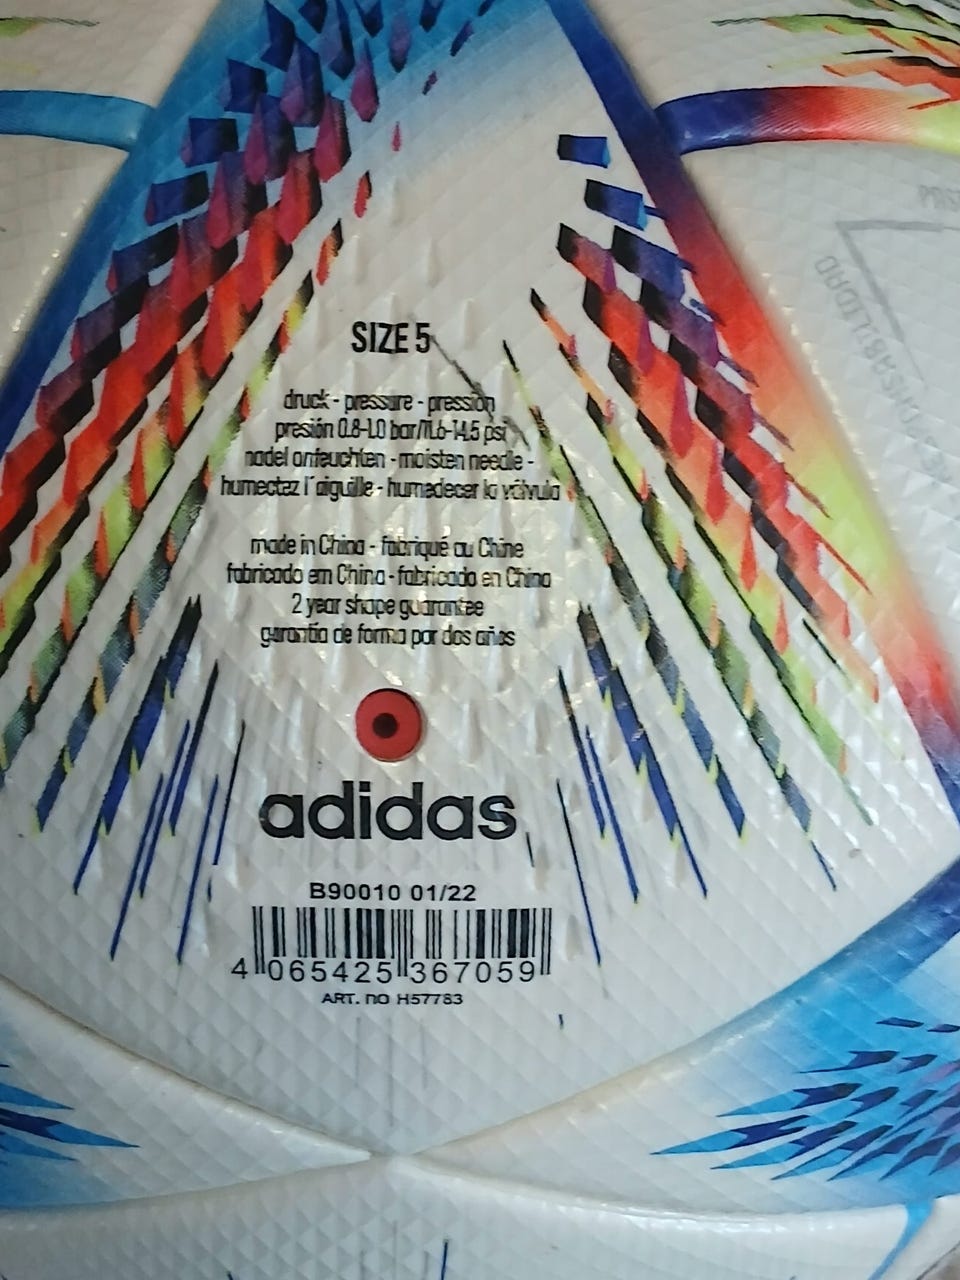 SIZE 5
druck - pressure - pression
presión 0.8-1.0 bar/11.6-14.5 psi
nadel anfeuchten - moisten needle -
humectez l'aiguille - humedecer la válvula
made in China - fabriqué au Chine
fabricado em China - fabricado en China
2 year shape guarantee
garantía de forma por dos años
adidas
B90010 01/22
4 065425 367059
ART. no H57783